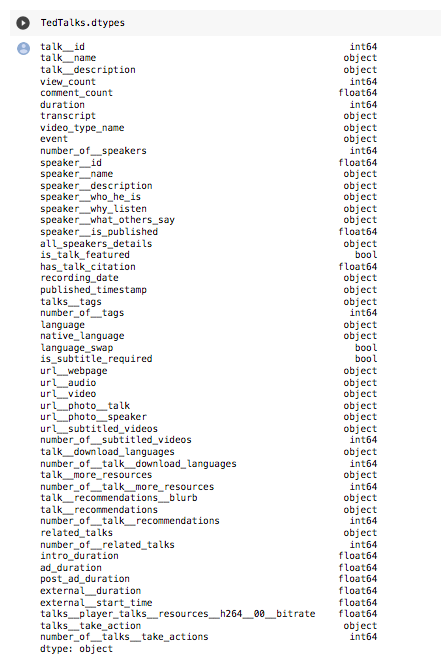 TedTalks.dtypes
talk__id int64
talk__name object
talk__description object
view_count int64
comment_count float64
duration int64
transcript object
video_type_name object
event object
number_of__speakers int64
speaker__id float64
speaker__name object
speaker__description object
speaker__who_he_is object
speaker__why_listen object
speaker__what_others_say object
speaker__is_published float64
all_speakers_details object
is_talk_featured bool
has_talk_citation float64
recording_date object
published_timestamp object
talks__tags object
number_of__tags int64
language object
native_language object
language_swap bool
is_subtitle_required bool
url__webpage object
url__audio object
url__video object
url__photo__talk object
url__photo__speaker object
url__subtitled_videos object
number_of__subtitled_videos int64
talk__download_languages object
number_of__talk__download_languages int64
talk__more_resources object
number_of__talk__more_resources int64
talk__recommendations__blurb object
talk__recommendations object
number_of__talk__recommendations int64
related_talks object
number_of__related_talks int64
intro_duration float64
ad_duration float64
post_ad_duration float64
external__duration float64
external__start_time float64
talks__player_talks__resources__h264__00__bitrate float64
talks__take_action object
number_of__talks__take_actions int64
dtype: object